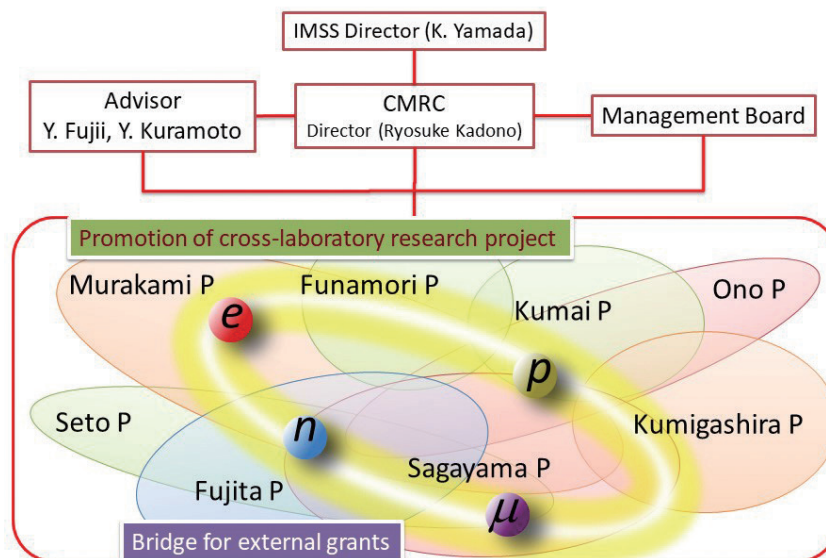 IMSS Director (K. Yamada)
Advisor
Y. Fujii, Y. Kuramoto
CMRC
Director (Ryosuke Kadono)
Management Board
Promotion of cross-laboratory research project
Murakami P
Funamori P
Kumai P
Ono P
e
p
Seto P
n
Kumigashira P
Sagayama P
Fujita P
μ
Bridge for external grants